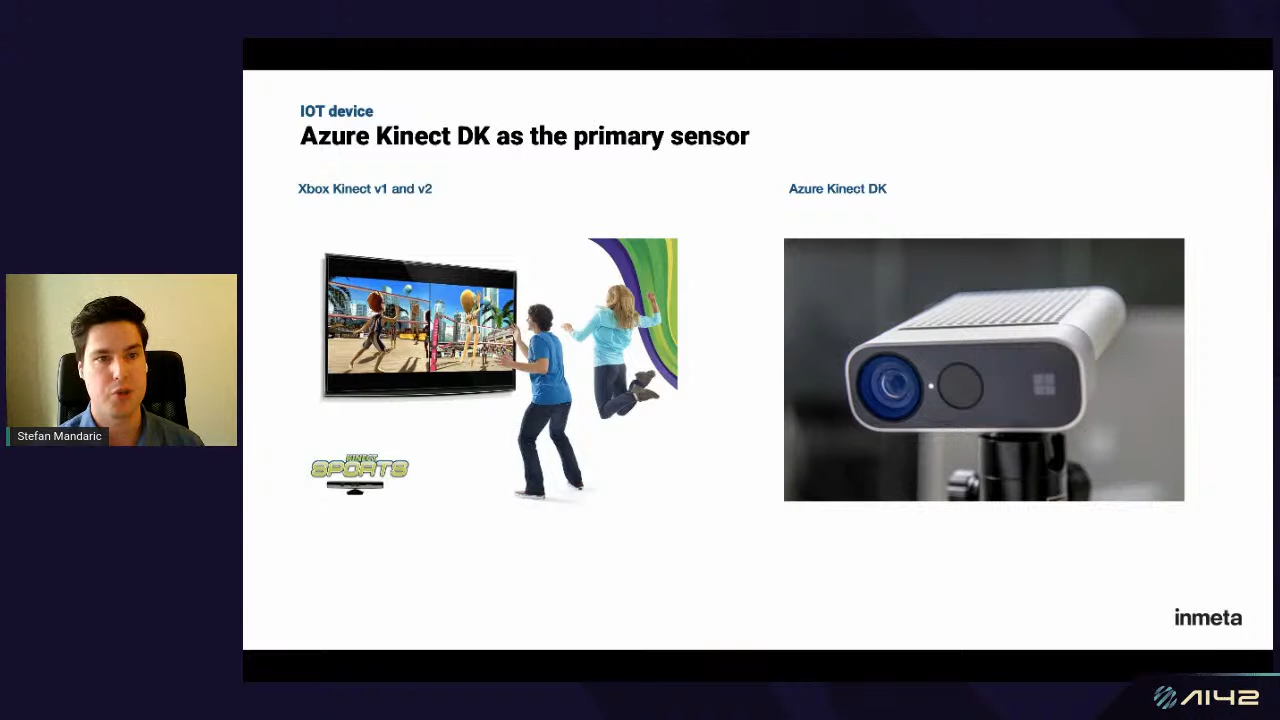 IOT device
Azure Kinect DK as the primary sensor
Xbox Kinect v1 and v2
Azure Kinect DK
KINECT
SPORTS
Stefan Mandaric
inmeta
AI42